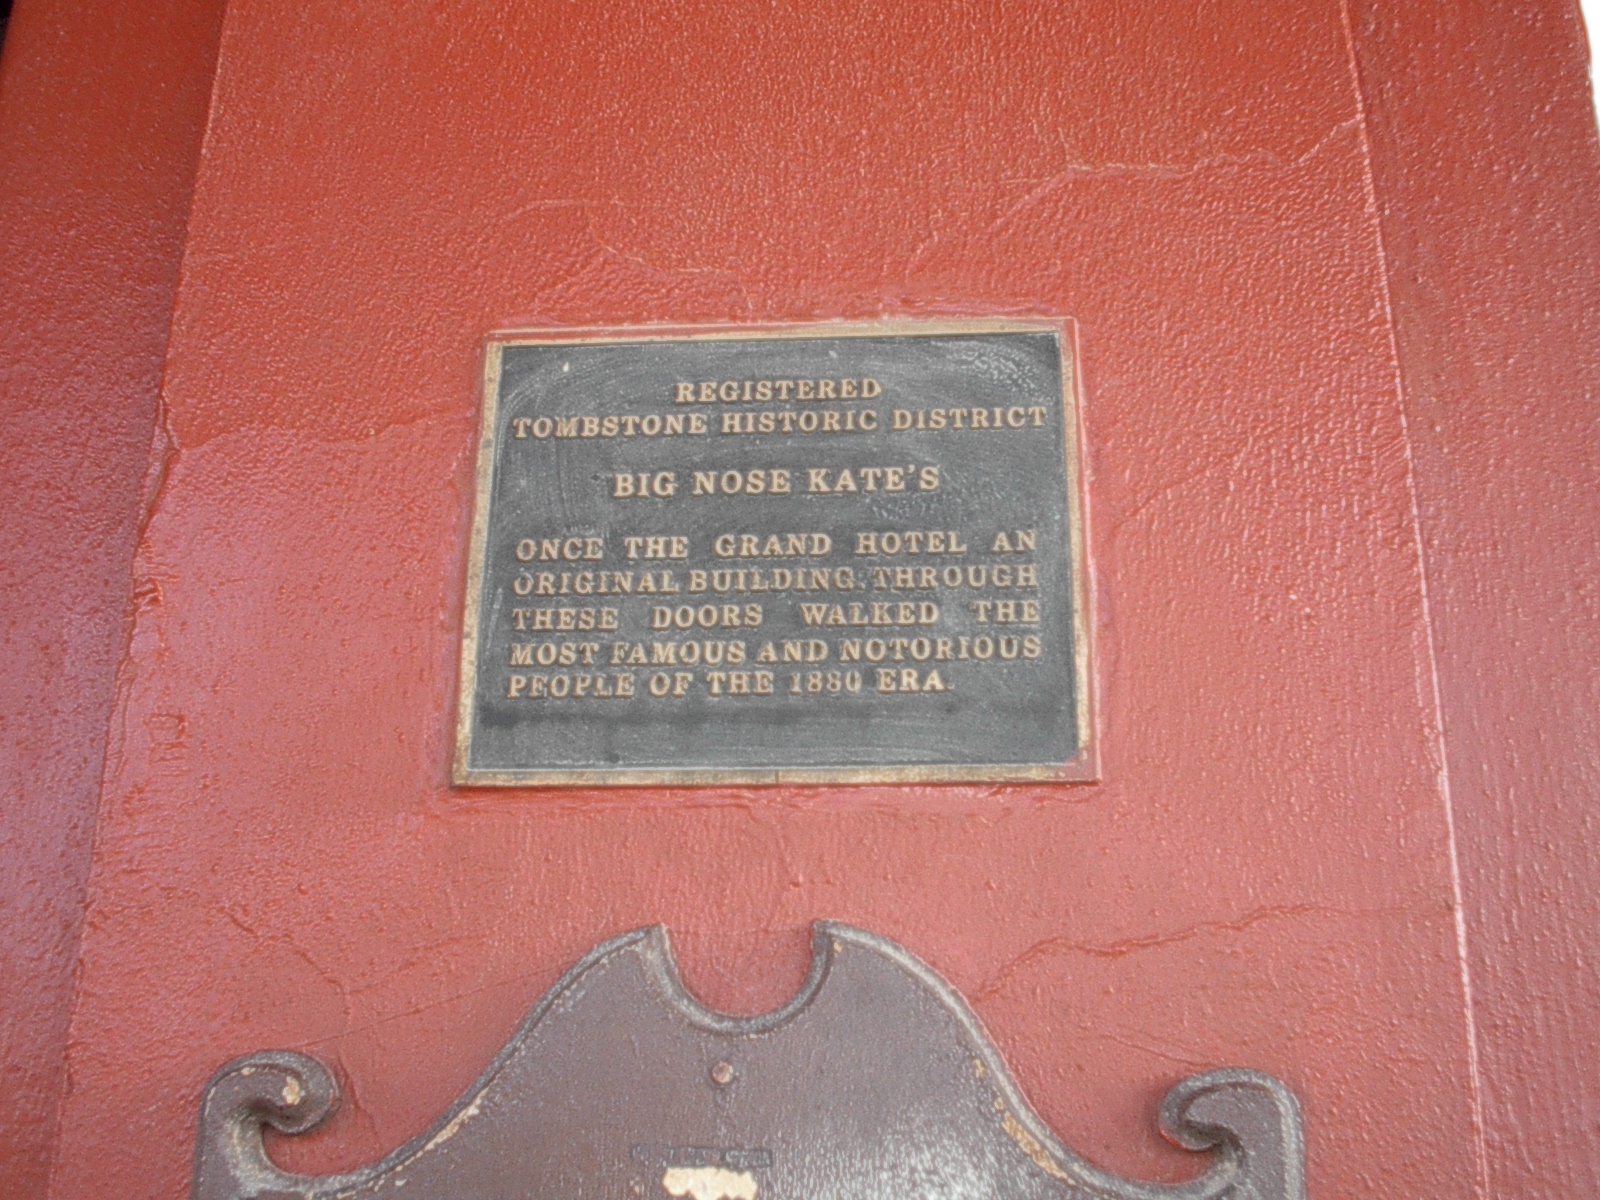 REGISTERED
TOMBSTONE HISTORIC DISTRICT
BIG NOSE KATE'S
ONCE THE GRAND HOTEL AN
ORIGINAL BUILDING. THROUGH
THESE DOORS WALKED THE
MOST FAMOUS AND NOTORIOUS
PEOPLE OF THE 1880 ERA.